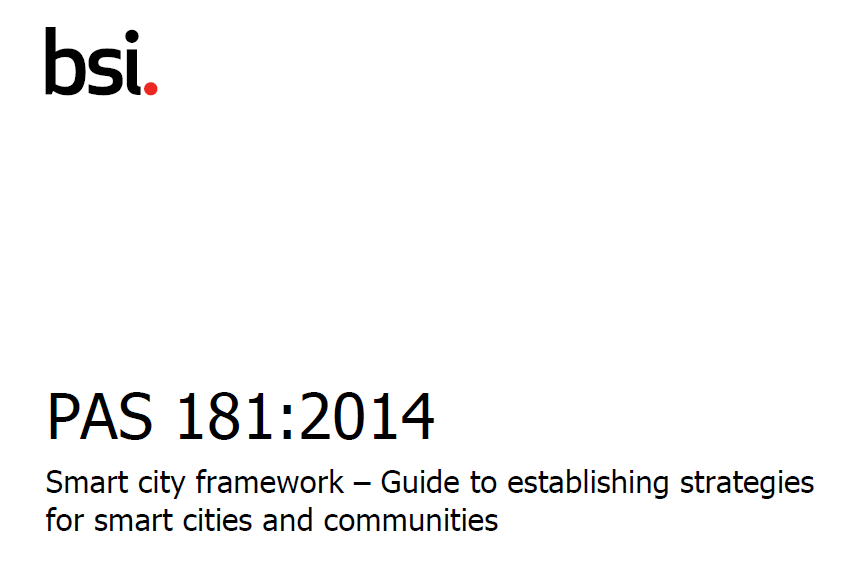 bsi.
PAS 181:2014
Smart city framework – Guide to establishing strategies
for smart cities and communities